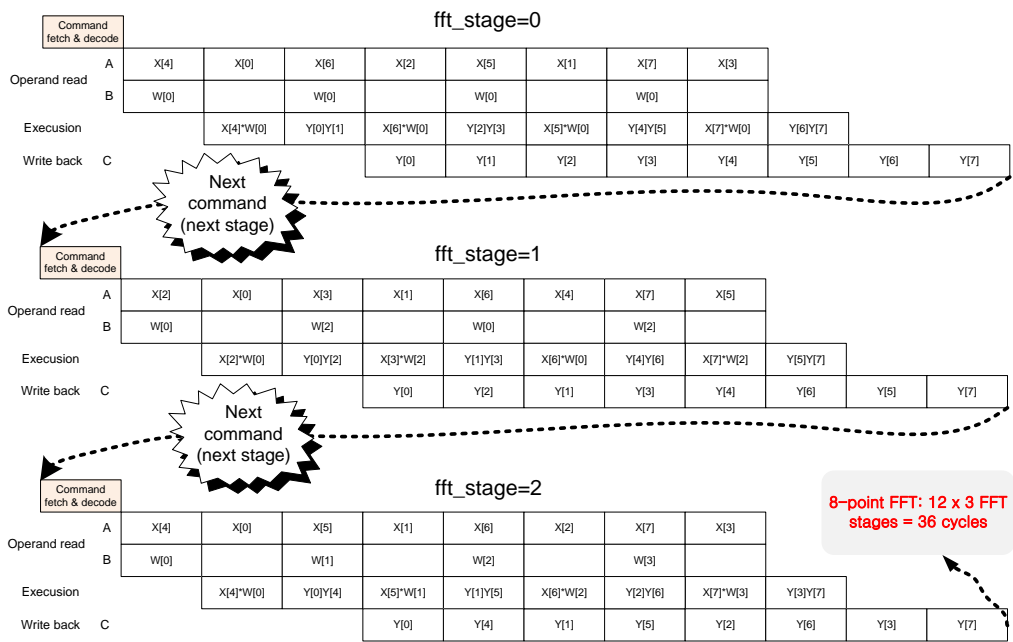 fft_stage=0
Command
fetch & decode
A X[4] X[0] X[6] X[2] X[5] X[1] X[7] X[3]
Operand read
B W[0] W[0] W[0] W[0]
Execusion X[4]*W[0] Y[0]Y[1] X[6]*W[0] Y[2]Y[3] X[5]*W[0] Y[4]Y[5] X[7]*W[0] Y[6]Y[7]
Write back C Y[0] Y[1] Y[2] Y[3] Y[4] Y[5] Y[6] Y[7]
Next
command
(next stage)
fft_stage=1
Command
fetch & decode
A X[2] X[0] X[3] X[1] X[6] X[4] X[7] X[5]
Operand read
B W[0] W[2] W[0] W[2]
Execusion X[2]*W[0] Y[0]Y[2] X[3]*W[2] Y[1]Y[3] X[6]*W[0] Y[4]Y[6] X[7]*W[2] Y[5]Y[7]
Write back C Y[0] Y[2] Y[1] Y[3] Y[4] Y[6] Y[5] Y[7]
Next
command
(next stage)
fft_stage=2
Command
fetch & decode
A X[4] X[0] X[5] X[1] X[6] X[2] X[7] X[3]
Operand read
B W[0] W[1] W[2] W[3]
Execusion X[4]*W[0] Y[0]Y[4] X[5]*W[1] Y[1]Y[5] X[6]*W[2] Y[2]Y[6] X[7]*W[3] Y[3]Y[7]
Write back C Y[0] Y[4] Y[1] Y[5] Y[2] Y[6] Y[3] Y[7]
8-point FFT: 12 x 3 FFT
stages = 36 cycles